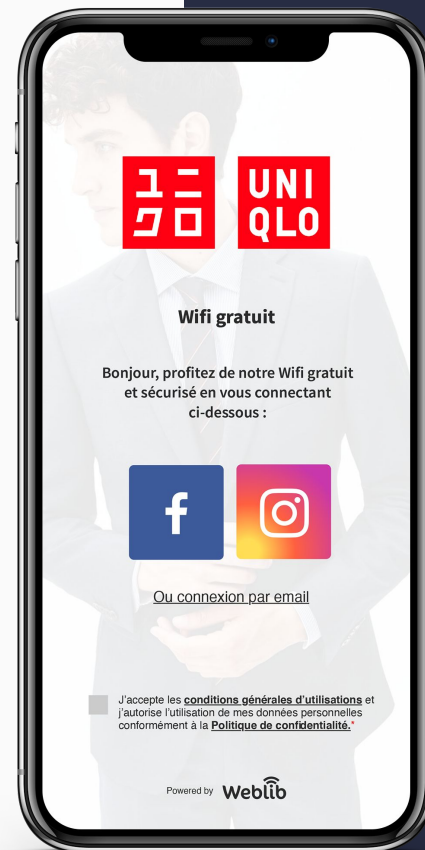 ユニ UNI
クロ QLO
Wifi gratuit
Bonjour, profitez de notre Wifi gratuit
et sécurisé en vous connectant
ci-dessous :
f
Ou connexion par email
J'accepte les conditions générales d'utilisations et
j'autorise l'utilisation de mes données personnelles
conformément à la Politique de confidentialité.*
Powered by Weblib